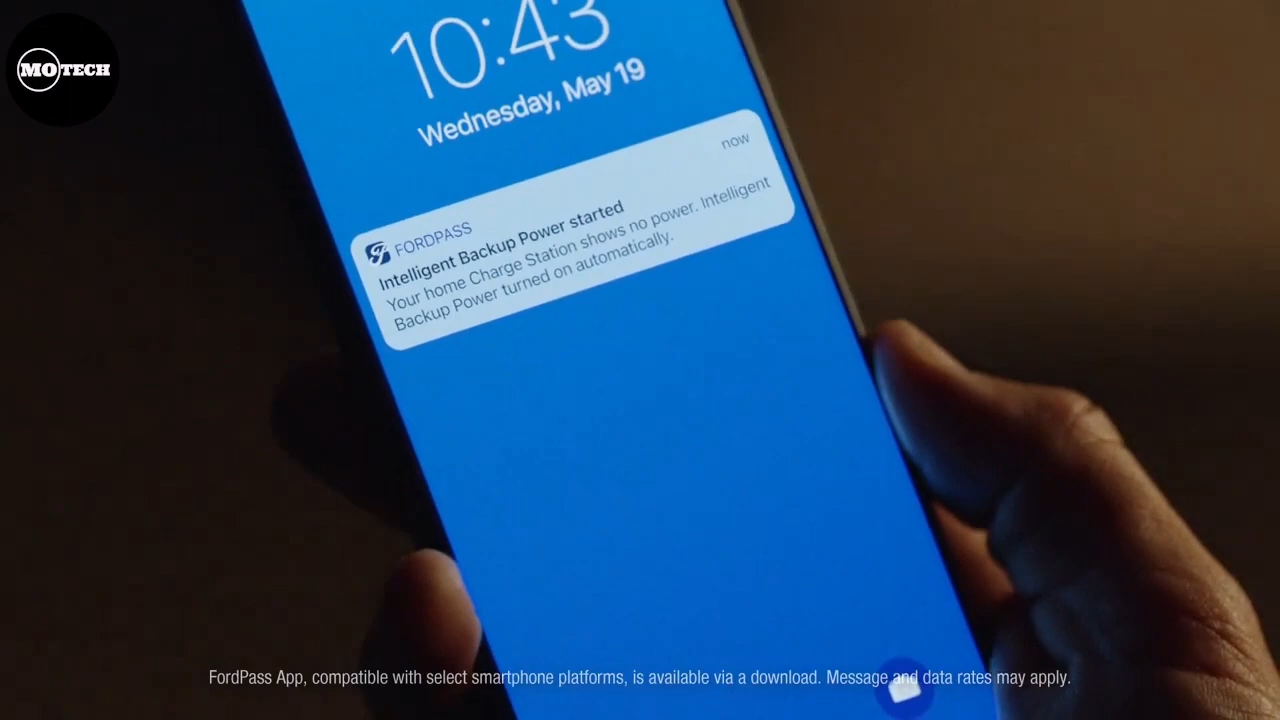 MOTECH
10:43
Wednesday, May 19
now
FORDPASS
Intelligent Backup Power started
Your home Charge Station shows no power. Intelligent
Backup Power turned on automatically.
FordPass App, compatible with select smartphone platforms, is available via a download. Message and data rates may apply.